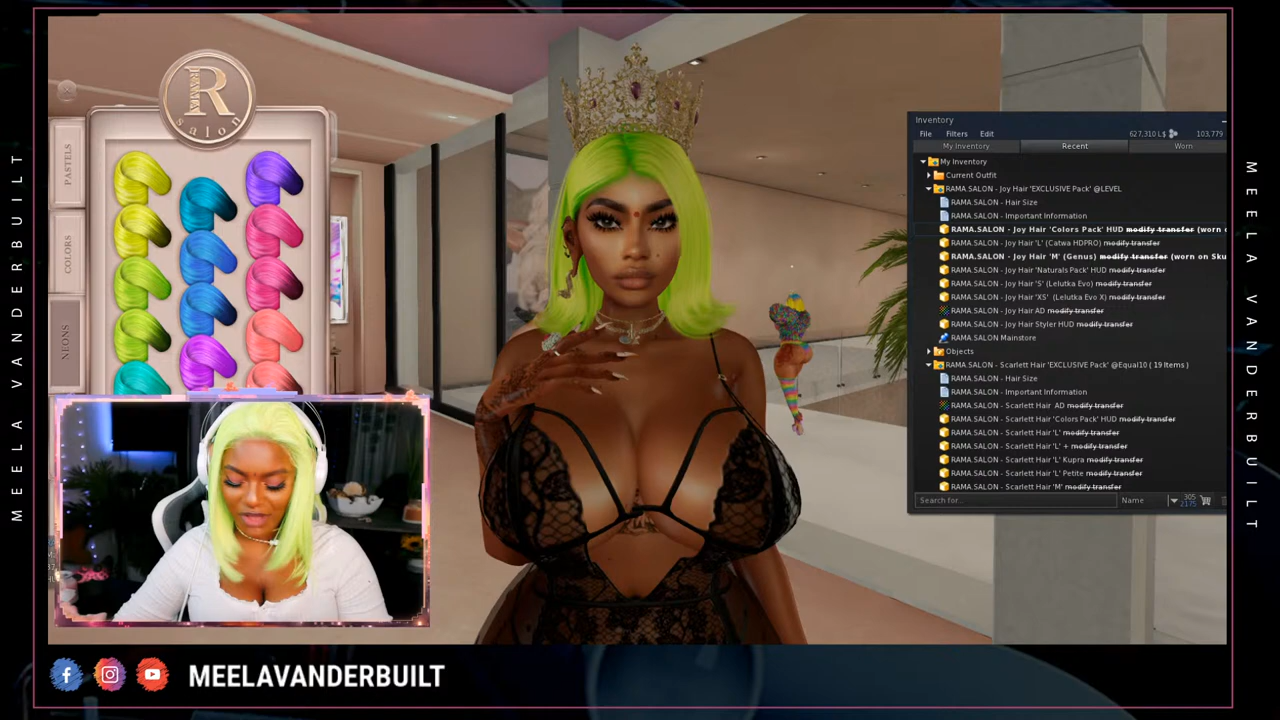 MEELA VANDERBUILT
R
RAMA
salon
PASTELS
COLORS
NEONS
Inventory
File Filters Edit 627,310 L$ 103,779
My Inventory Recent Worn
My Inventory
Current Outfit
RAMA SALON - Joy Hair 'EXCLUSIVE Pack' @LEVEL
RAMA.SALON - Hair Size
RAMA.SALON - Important Information
RAMA.SALON - Joy Hair 'Colors Pack' HUD modify transfer (worn o
RAMA.SALON - Joy Hair 'L' (Catwa HDPRO) modify transfer
RAMA.SALON - Joy Hair 'M' (Genus) modify transfer (worn on Sku
RAMA.SALON - Joy Hair 'Naturals Pack' HUD modify transfer
RAMA.SALON - Joy Hair 'S' (Lelutka Evo) modify transfer
RAMA.SALON - Joy Hair 'XS' (Lelutka Evo X) modify transfer
RAMA.SALON - Joy Hair AD modify transfer
RAMA.SALON - Joy Hair Styler HUD modify transfer
RAMA.SALON Mainstore
Objects
RAMA.SALON - Scarlett Hair 'EXCLUSIVE Pack' @Equal10 ( 19 Items )
RAMA.SALON - Hair Size
RAMA.SALON - Important Information
RAMA.SALON - Scarlett Hair AD modify transfer
RAMA.SALON - Scarlett Hair 'Colors Pack' HUD modify transfer
RAMA.SALON - Scarlett Hair 'L' modify transfer
RAMA.SALON - Scarlett Hair 'L' + modify transfer
RAMA.SALON - Scarlett Hair 'L' Kupra modify transfer
RAMA.SALON - Scarlett Hair 'L' Petite modify transfer
RAMA.SALON - Scarlett Hair 'M' modify transfer
Search for... Name 305
2175
MEELAVANDERBUILT
MEELA VANDERBUILT